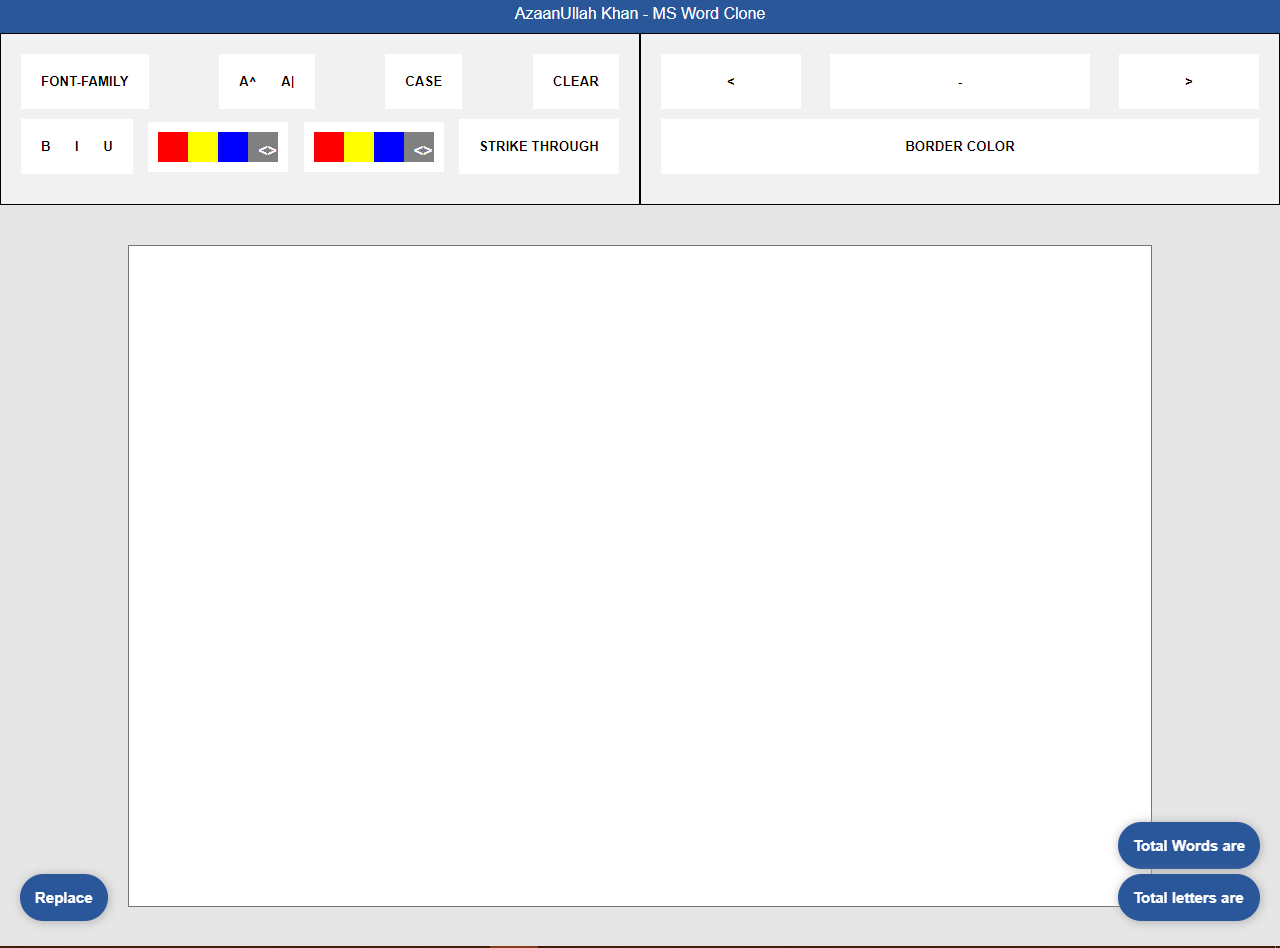 AzaanUllah Khan - MS Word Clone
FONT-FAMILY A^ A| CASE CLEAR < - >
B I U <> <> STRIKE THROUGH BORDER COLOR
Total Words are
Replace Total letters are